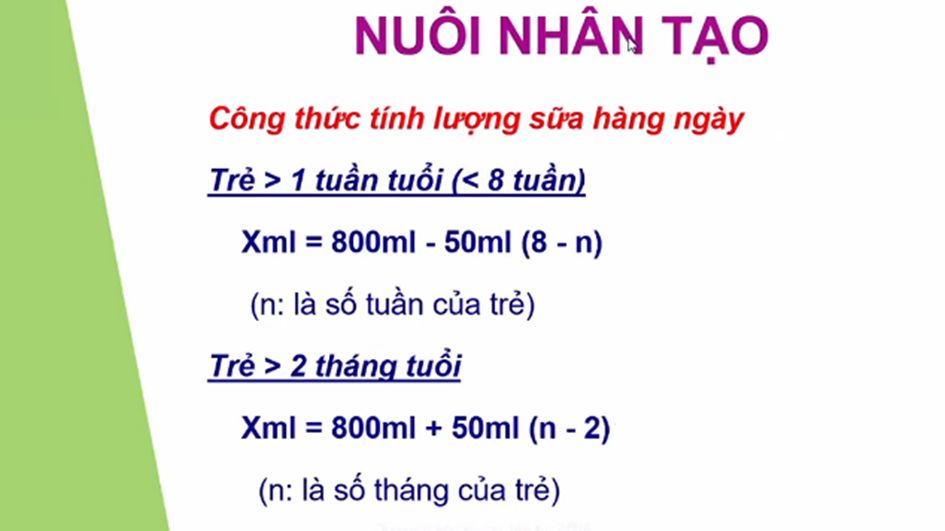 NUÔI NHÂN TẠO
Công thức tính lượng sữa hàng ngày
Trẻ > 1 tuần tuổi (< 8 tuần)
Xml = 800ml - 50ml (8 - n)
(n: là số tuần của trẻ)
Trẻ > 2 tháng tuổi
Xml = 800ml + 50ml (n - 2)
(n: là số tháng của trẻ)